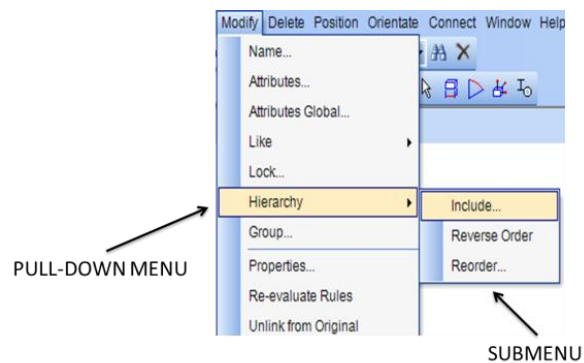 Modify Delete Position Orientate Connect Window Help
Name...
Attributes...
Attributes Global...
Like
Lock...
Hierarchy
Include...
Group...
Reverse Order
Properties...
Reorder...
Re-evaluate Rules
Unlink from Original
PULL-DOWN MENU
SUBMENU